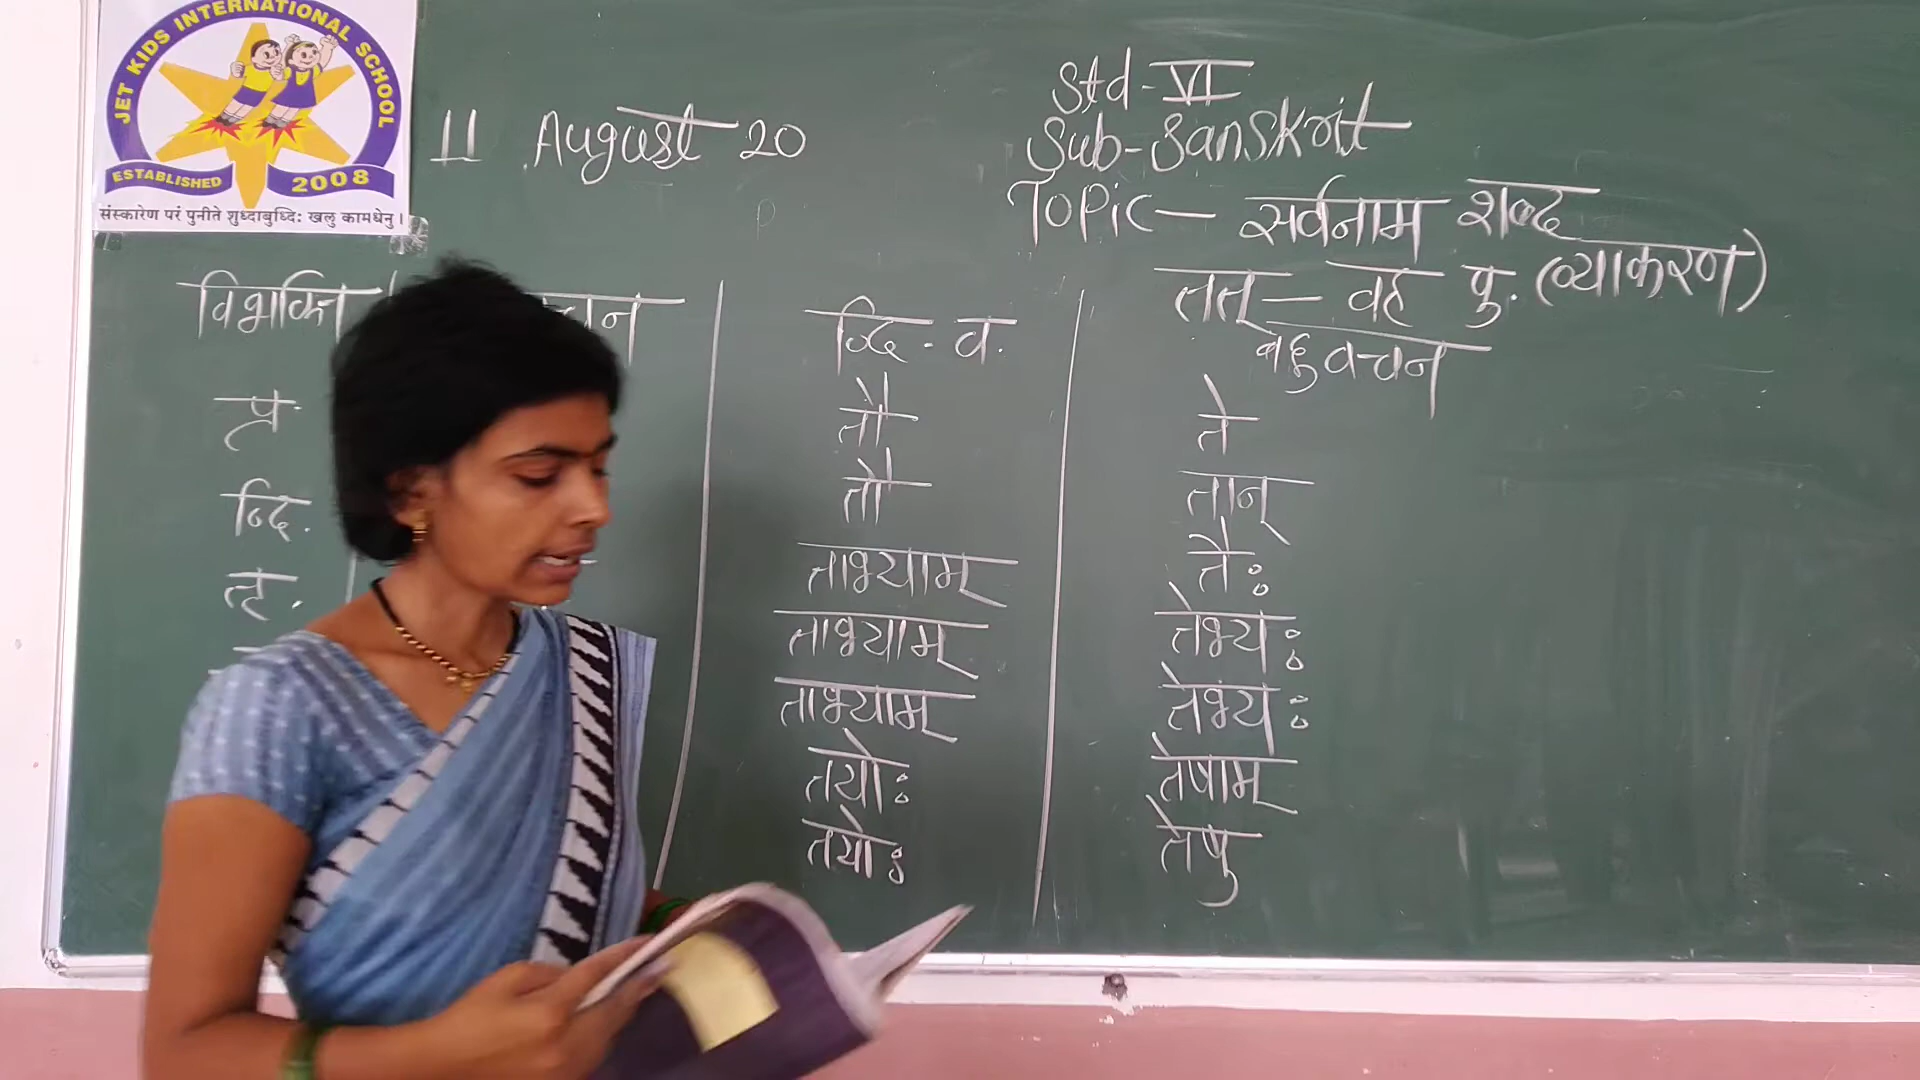 JET KIDS INTERNATIONAL SCHOOL
ESTABLISHED 2008
संस्कारेण परं पुनीते शुध्दाबुध्दिः खलु कामधेनु।
11 August 20
Std-VI
Sub-Sanskrit
Topic- सर्वनाम शब्द
तत् - वह पु. (व्याकरण)
विभक्ति चन द्वि. व. बहुवचन
प्र. तौ ते
द्वि. तौ तान्
तृ. ताभ्याम् तैः
ताभ्याम् तेभ्यः
ताभ्याम् तेभ्यः
तयोः तेषाम्
तयोः तेषु